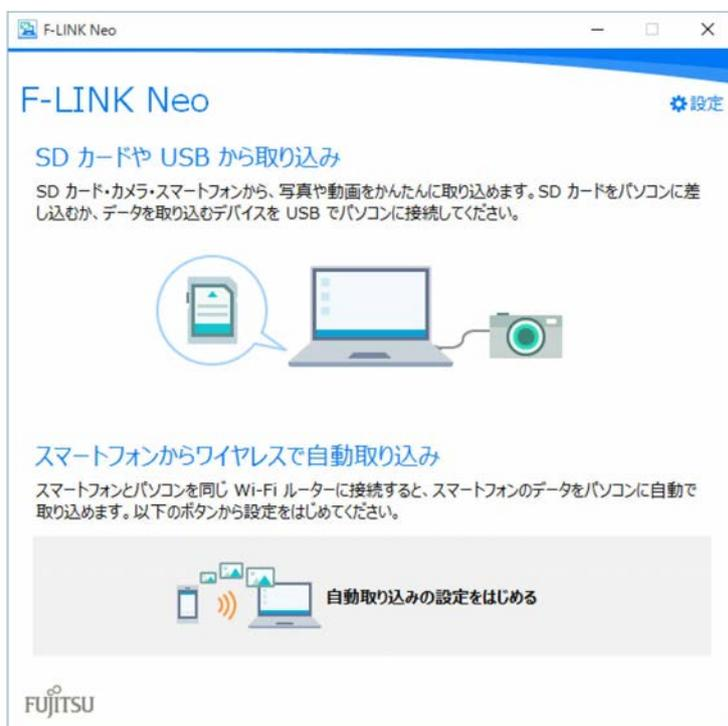 F-LINK Neo
F-LINK Neo
設定
SD カードや USB から取り込み
SD カード・カメラ・スマートフォンから、写真や動画をかんたんに取り込めます。SD カードをパソコンに差
し込むか、データを取り込むデバイスを USB でパソコンに接続してください。
スマートフォンからワイヤレスで自動取り込み
スマートフォンとパソコンを同じ Wi-Fi ルーターに接続すると、スマートフォンのデータをパソコンに自動で
取り込めます。以下のボタンから設定をはじめてください。
自動取り込みの設定をはじめる
FUJITSU